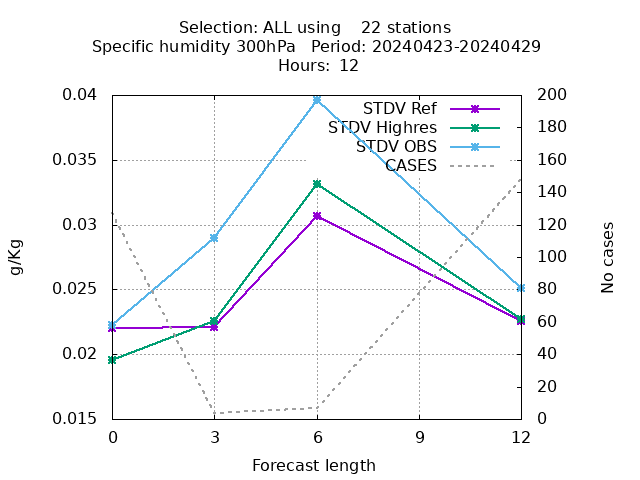 Selection: ALL using    22 stations
Specific humidity 300hPa   Period: 20240423-20240429
Hours:  12
0.04
0.035
0.03
0.025
0.02
0.015
g/Kg
STDV Ref
STDV Highres
STDV OBS
CASES
200
180
160
140
120
100
80
60
40
20
0
No cases
0 3 6 9 12
Forecast length